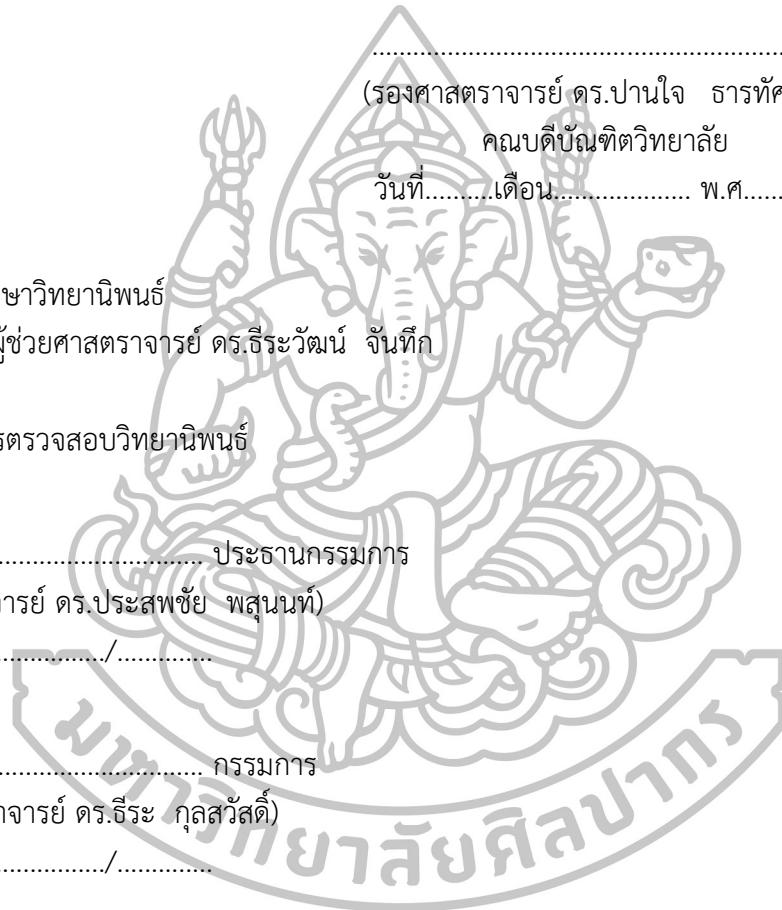 .............................................................
(รองศาสตราจารย์ ดร.ปานใจ ธารทัศ
คณบดีบัณฑิตวิทยาลัย
วันที่..........เดือน.................... พ.ศ.......
ษาวิทยานิพนธ์
ผู้ช่วยศาสตราจารย์ ดร.ธีระวัฒน์ จันทึก
รตรวจสอบวิทยานิพนธ์
............................... ประธานกรรมการ
จารย์ ดร.ประสพชัย พสุนนท์)
................/..............
............................... กรรมการ
าจารย์ ดร.ธีระ กุลสวัสดิ์)
................/..............
มหาวิทยาลัยศิลปากร